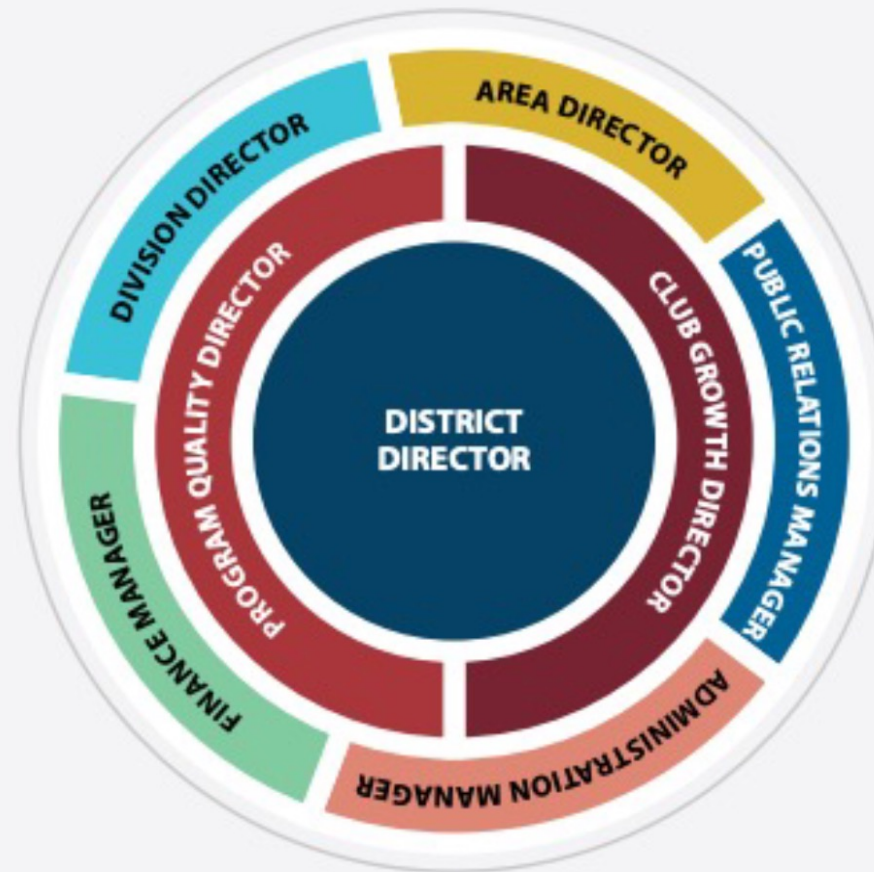 AREA DIRECTOR
DIVISION DIRECTOR
PROGRAM QUALITY DIRECTOR
CLUB GROWTH DIRECTOR
PUBLIC RELATIONS MANAGER
DISTRICT
DIRECTOR
FINANCE MANAGER
ADMINISTRATION MANAGER